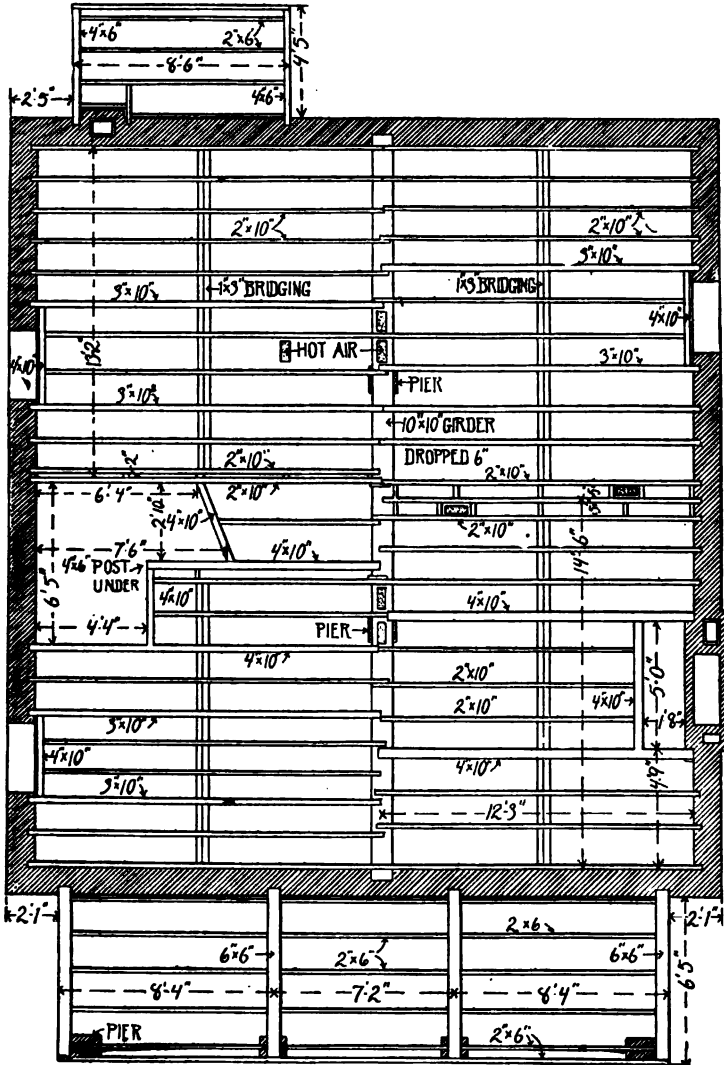 4"x6"
2"x6"
8'-6"
4'5"
2'-5"
4"x6"
2"x10"
2"x10"
3"x10"
3"x10"
1"x3" BRIDGING
1"x3" BRIDGING
4"x10"
HOT AIR
4"x10"
3"x10"
3"x10"
PIER
10"x10" GIRDER
DROPPED 6"
2"x10"
2"x10"
6'-4"
2"x10"
2'10"
4"x10"
2"x10"
7'-6"
4"x10"
14'-6"
4"x6" POST
UNDER
6'5"
4"x10"
4"x10"
4'-4"
PIER
4"x10"
2"x10"
5'-0"
2"x10"
4"x10"
1'8"
3"x10"
4"x10"
4"x10"
3"x10"
4'-9"
12'-3"
2'-1"
2'-1"
2x6
6"x6"
2"x6"
6"x6"
6'5"
8'-4"
7'-2"
8'-4"
PIER
2"x6"